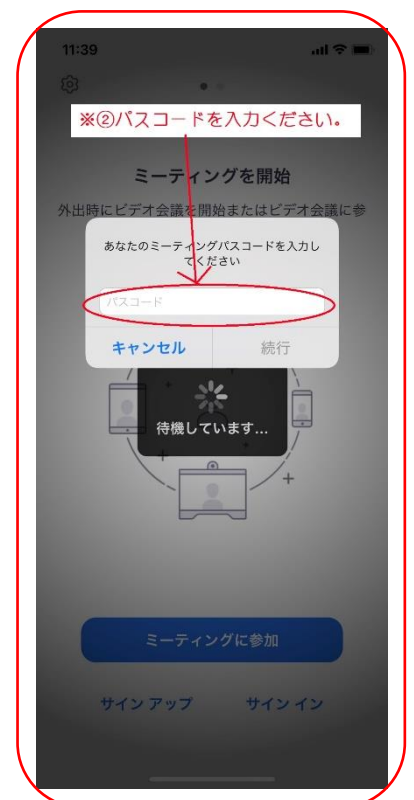 11:39
※②パスコードを入力ください。
ミーティングを開始
外出時にビデオ会議を開始またはビデオ会議に参
あなたのミーティングパスコードを入力し
てください
パスコード
キャンセル 続行
待機しています...
ミーティングに参加
サイン アップ サイン イン